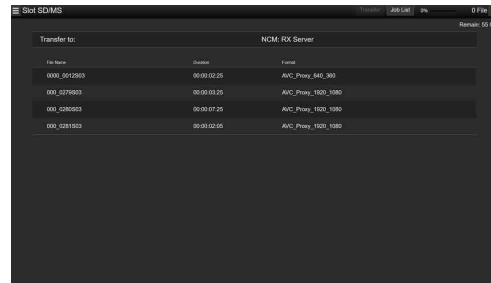 Slot SD/MS Transfer Job List 0% 0 File
Remain: 55
Transfer to: NCM: RX Server
File Name Duration Format
0000_0012S03 00:00:02:25 AVC_Proxy_640_360
000_0279S03 00:00:03:25 AVC_Proxy_1920_1080
000_0280S03 00:00:07:25 AVC_Proxy_1920_1080
000_0281S03 00:00:02:05 AVC_Proxy_1920_1080